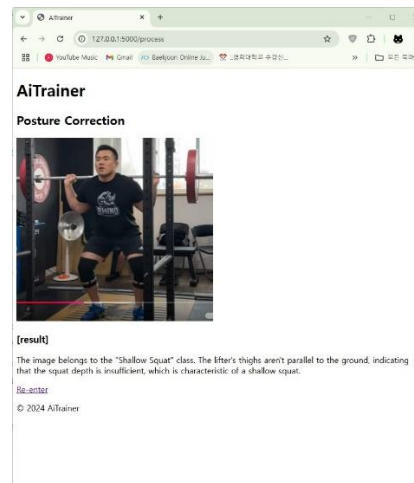 AiTrainer
127.0.0.1:5000/process
YouTube Music Gmail Baekjoon Online Ju...
AiTrainer
Posture Correction
[result]
The image belongs to the "Shallow Squat" class. The lifter's thighs aren't parallel to the ground, indicating
that the squat depth is insufficient, which is characteristic of a shallow squat.
Re-enter
© 2024 AiTrainer